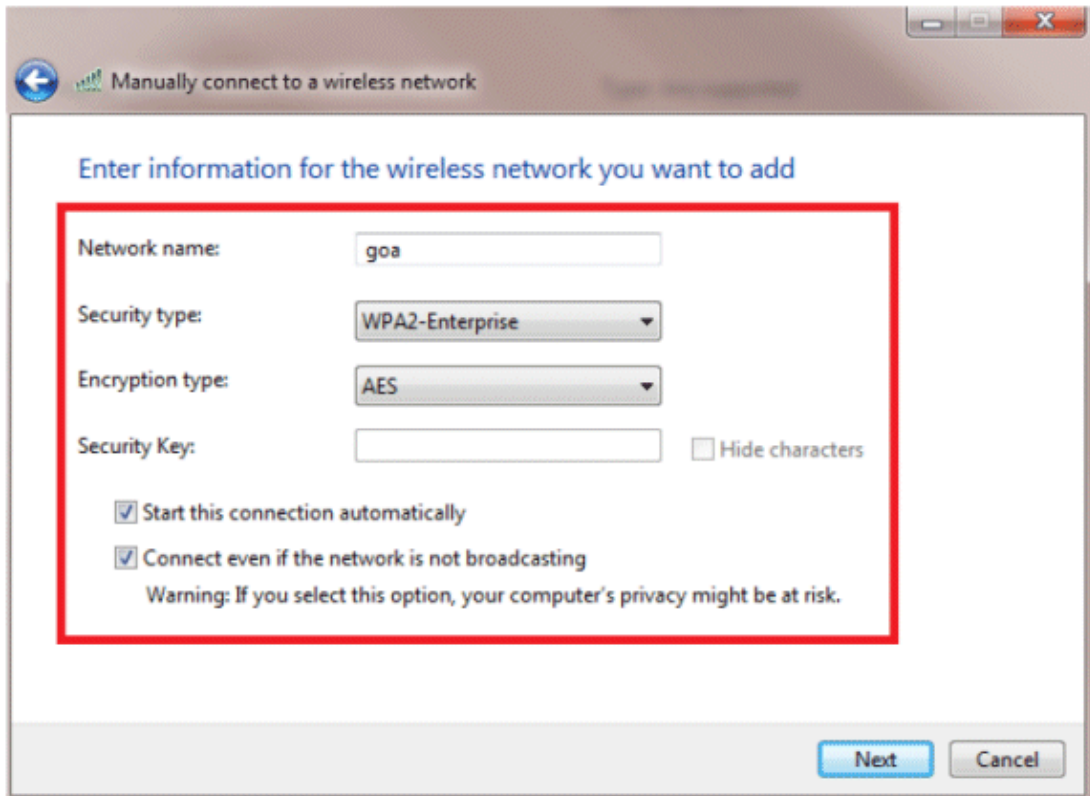 Manually connect to a wireless network
Enter information for the wireless network you want to add
Network name:
goa
Security type:
WPA2-Enterprise
Encryption type:
AES
Security Key:
Hide characters
Start this connection automatically
Connect even if the network is not broadcasting
Warning: If you select this option, your computer's privacy might be at risk.
Next
Cancel